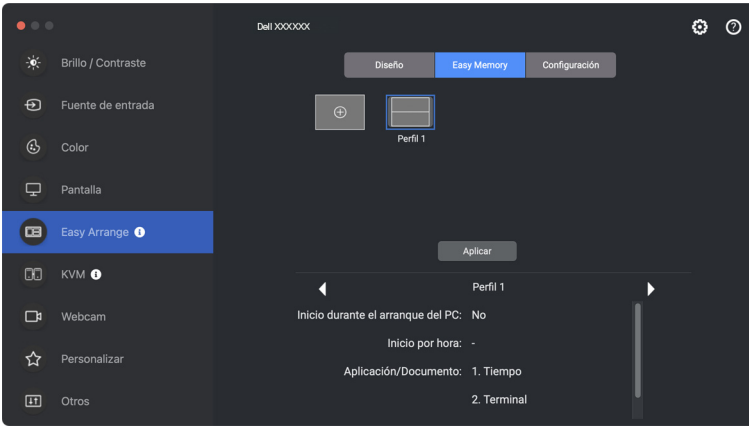 Dell XXXXXX
Brillo / Contraste
Fuente de entrada
Color
Pantalla
Easy Arrange
KVM
Webcam
Personalizar
Otros
Diseño
Easy Memory
Configuración
Perfil 1
Aplicar
Perfil 1
Inicio durante el arranque del PC: No
Inicio por hora: -
Aplicación/Documento: 1. Tiempo
2. Terminal